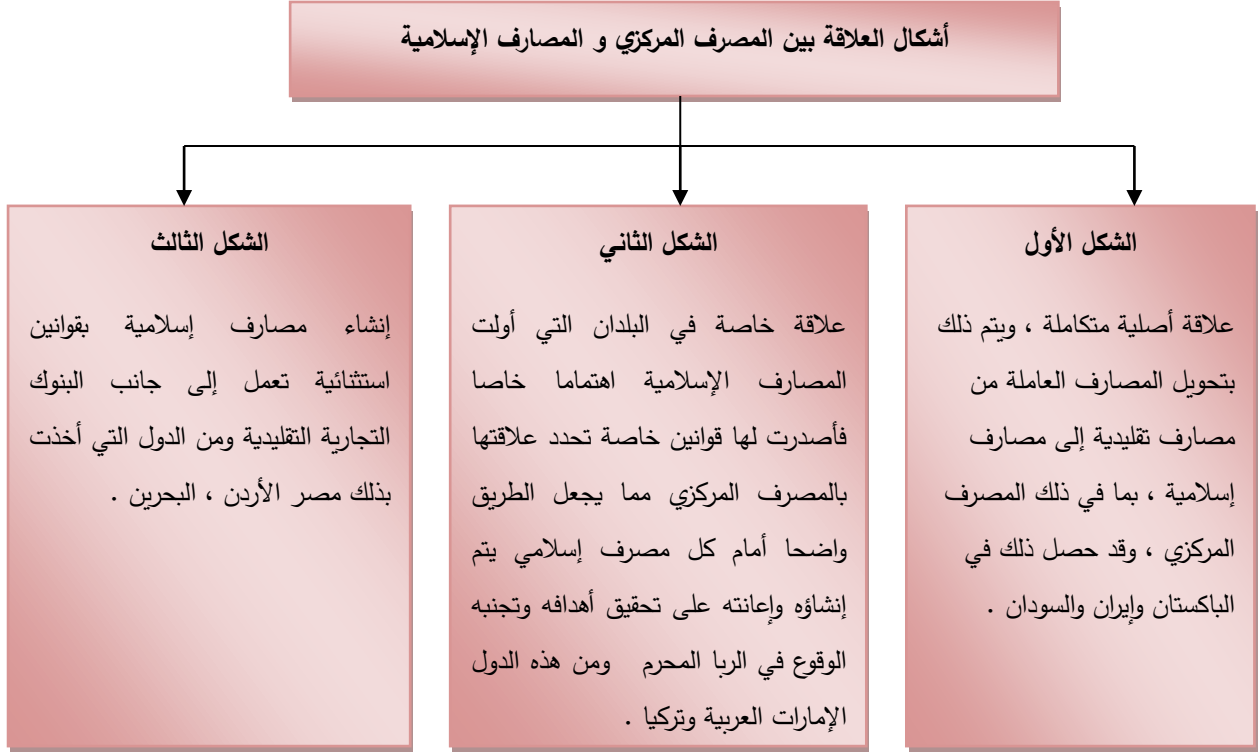 أشكال العلاقة بين المصرف المركزي و المصارف الإسلامية
الشكل الأول
علاقة أصلية متكاملة ، ويتم ذلك
بتحويل المصارف العاملة من
مصارف تقليدية إلى مصارف
إسلامية ، بما في ذلك المصرف
المركزي ، وقد حصل ذلك في
الباكستان وإيران والسودان .
الشكل الثاني
علاقة خاصة في البلدان التي أولت
المصارف الإسلامية اهتماما خاصا
فأصدرت لها قوانين خاصة تحدد علاقتها
بالمصرف المركزي مما يجعل الطريق
واضحا أمام كل مصرف إسلامي يتم
إنشاؤه وإعانته على تحقيق أهدافه وتجنبه
الوقوع في الربا المحرم ومن هذه الدول
الإمارات العربية وتركيا .
الشكل الثالث
إنشاء مصارف إسلامية بقوانين
استثنائية تعمل إلى جانب البنوك
التجارية التقليدية ومن الدول التي أخذت
بذلك مصر الأردن ، البحرين .